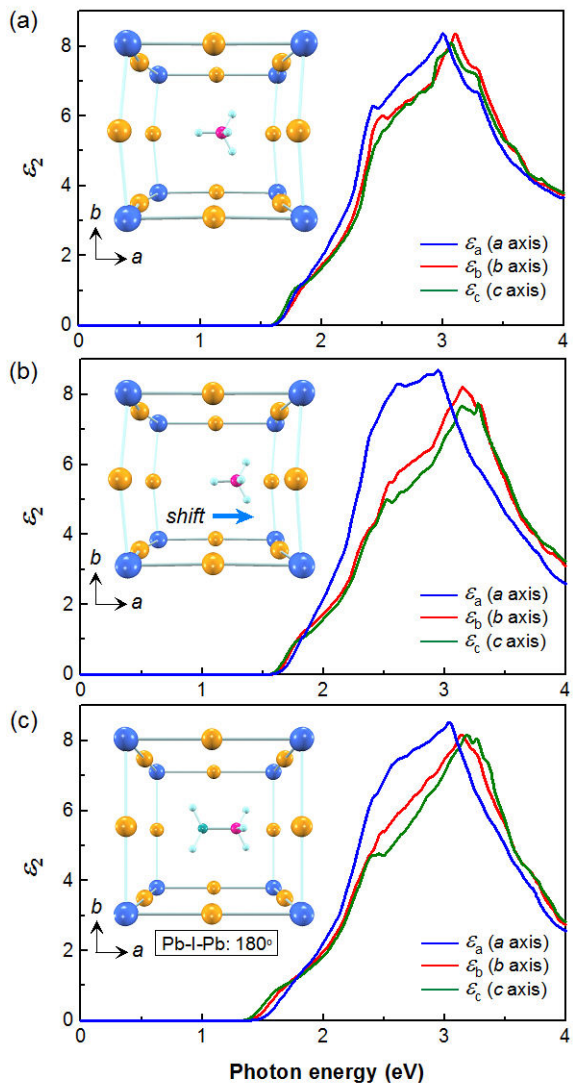 (a)
8
6
4
2
0
ε₂
b
a
εa (a axis)
εb (b axis)
εc (c axis)
0 1 2 3 4
(b)
8
6
4
2
0
ε₂
shift
b
a
εa (a axis)
εb (b axis)
εc (c axis)
0 1 2 3 4
(c)
8
6
4
2
0
ε₂
b
a
Pb-I-Pb: 180°
εa (a axis)
εb (b axis)
εc (c axis)
0 1 2 3 4
Photon energy (eV)